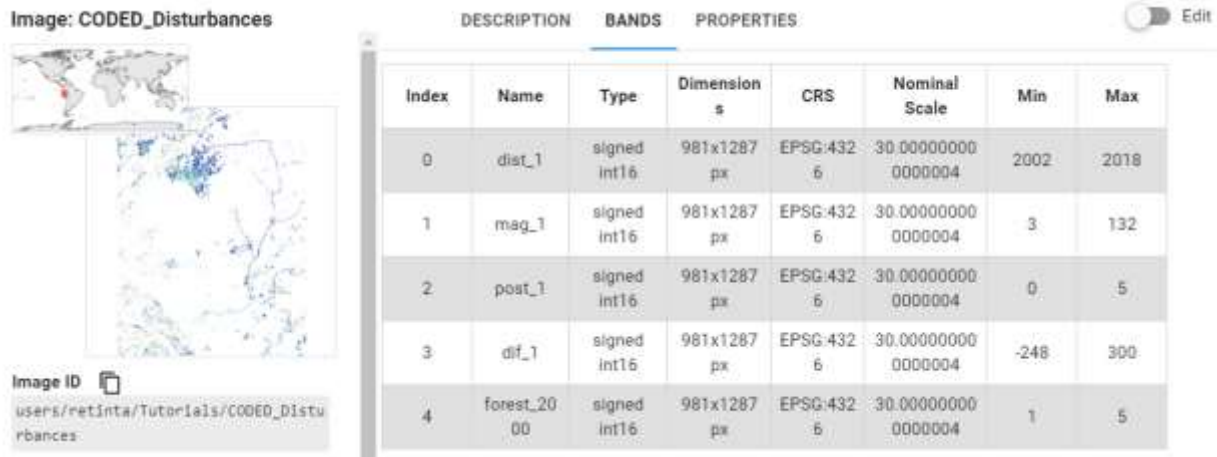 Image: CODED_Disturbances
DESCRIPTION BANDS PROPERTIES
Edit
Index Name Type Dimension
s CRS Nominal
Scale Min Max
0 dist_1 signed
int16 981x1287
px EPSG:432
6 30.00000000
0000004 2002 2018
1 mag_1 signed
int16 981x1287
px EPSG:432
6 30.00000000
0000004 3 132
2 post_1 signed
int16 981x1287
px EPSG:432
6 30.00000000
0000004 0 5
3 dif_1 signed
int16 981x1287
px EPSG:432
6 30.00000000
0000004 -248 300
4 forest_20
00 signed
int16 981x1287
px EPSG:432
6 30.00000000
0000004 1 5
Image ID
users/retinta/Tutorials/CODED_Distu
rbances